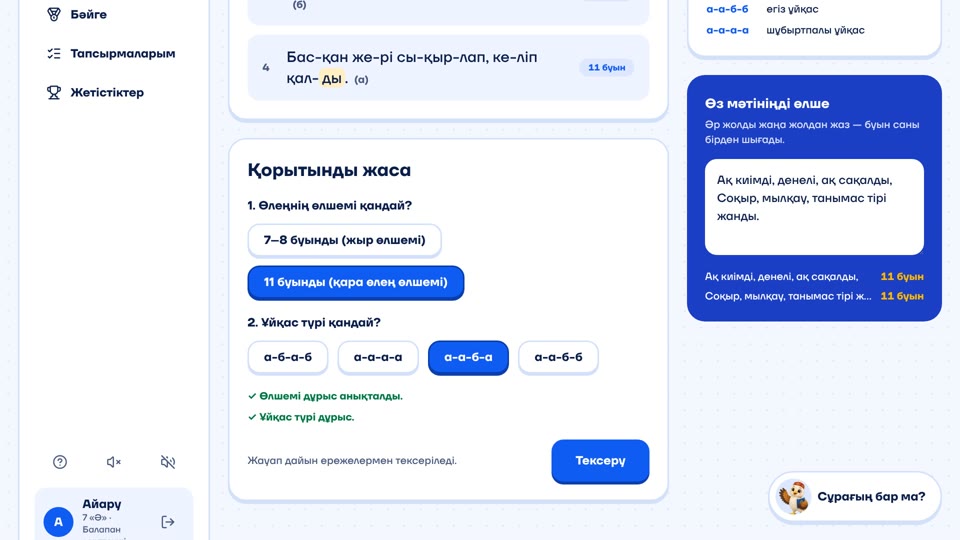 Бәйге
Тапсырмаларым
Жетістіктер
Айару
7 «Ә» ·
Балапан
А
(б)
4
Бас-қан же-рі сы-қыр-лап, ке-ліп
қал-ды. (а)
11 буын
Қорытынды жаса
1. Өлеңнің өлшемі қандай?
7–8 буынды (жыр өлшемі)
11 буынды (қара өлең өлшемі)
2. Ұйқас түрі қандай?
а-б-а-б
а-а-а-а
а-а-б-а
а-а-б-б
✓ Өлшемі дұрыс анықталды.
✓ Ұйқас түрі дұрыс.
Жауап дайын ережелермен тексеріледі.
Тексеру
а-а-б-б егіз ұйқас
а-а-а-а шұбыртпалы ұйқас
Өз мәтініңді өлше
Әр жолды жаңа жолдан жаз — буын саны
бірден шығады.
Ақ киімді, денелі, ақ сақалды,
Соқыр, мылқау, танымас тірі
жанды.
Ақ киімді, денелі, ақ сақалды, 11 буын
Соқыр, мылқау, танымас тірі ж... 11 буын
Сұрағың бар ма?